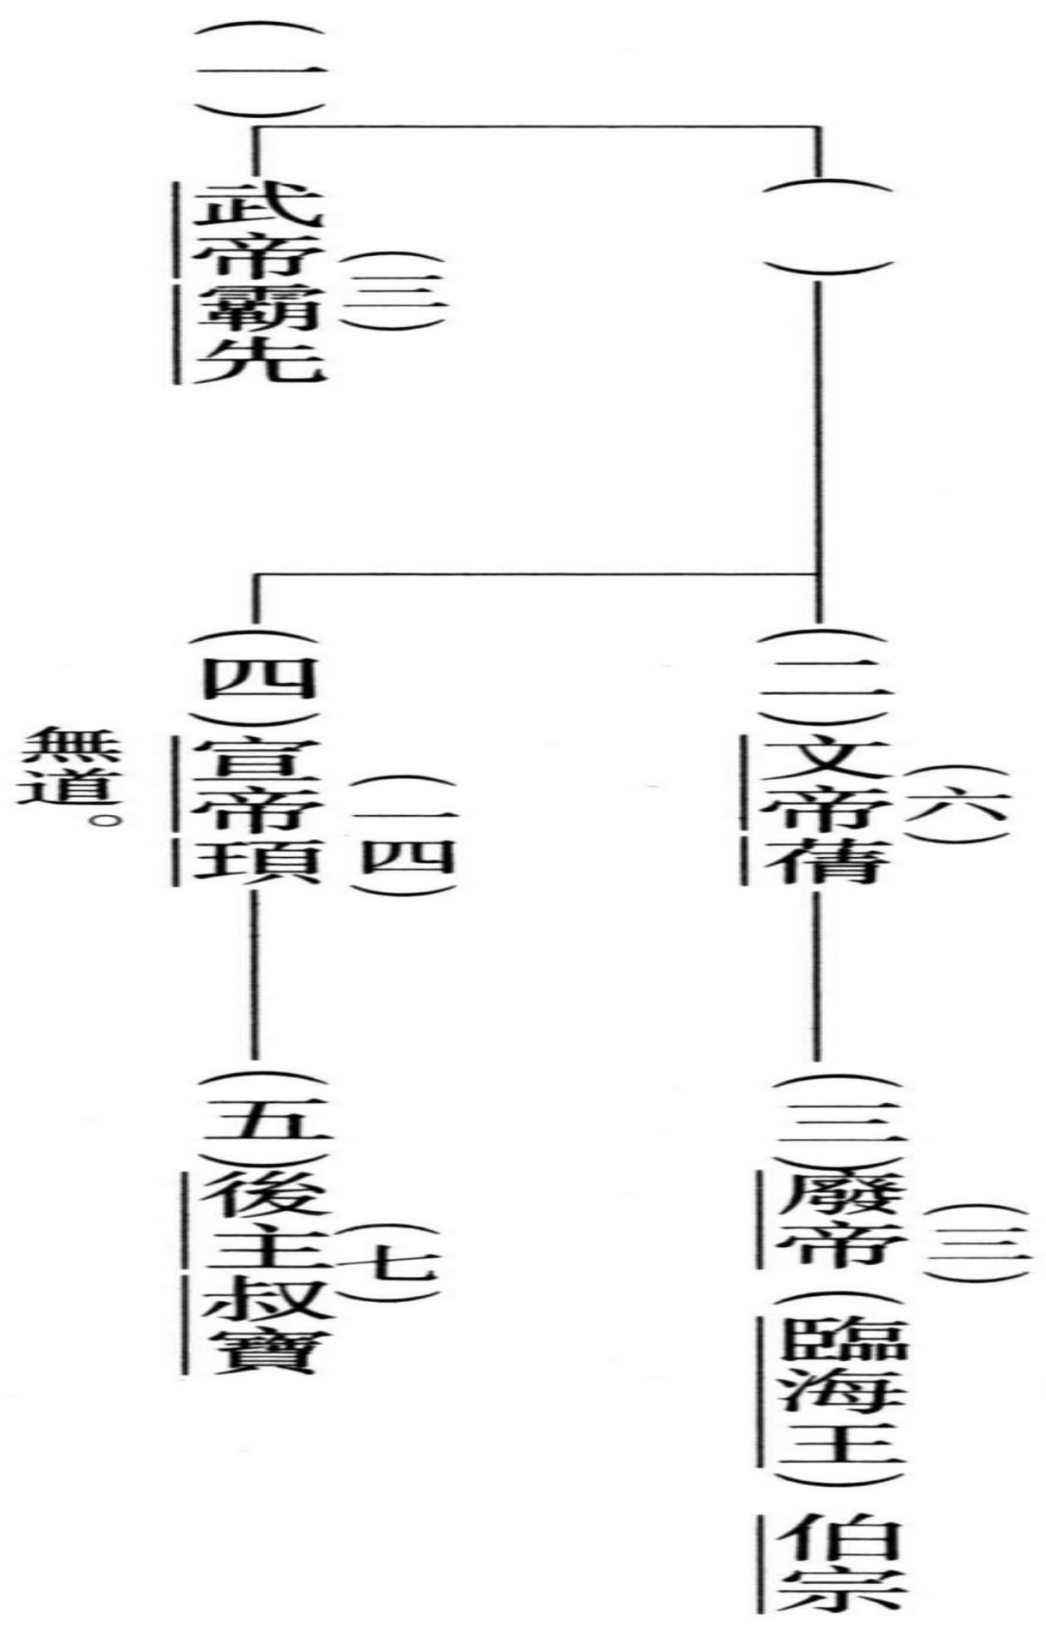 （　）
（六）
（二）文帝蒨
（三）
（三）廢帝（臨海王）伯宗
（三）
（一）武帝霸先
（一四）
（四）宣帝頊
（七）
（五）後主叔寶
無道。